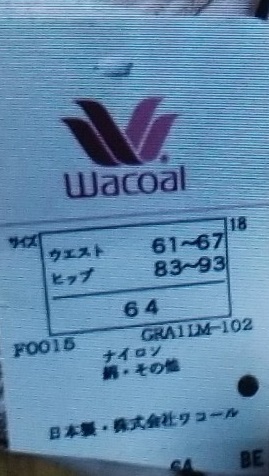 Wacoal
18
サイズ
ウエスト 61~67
ヒップ 83~93
64
F0015 GRA1LM-102
ナイロン
綿・その他
日本製・株式会社ワコール
64 BE